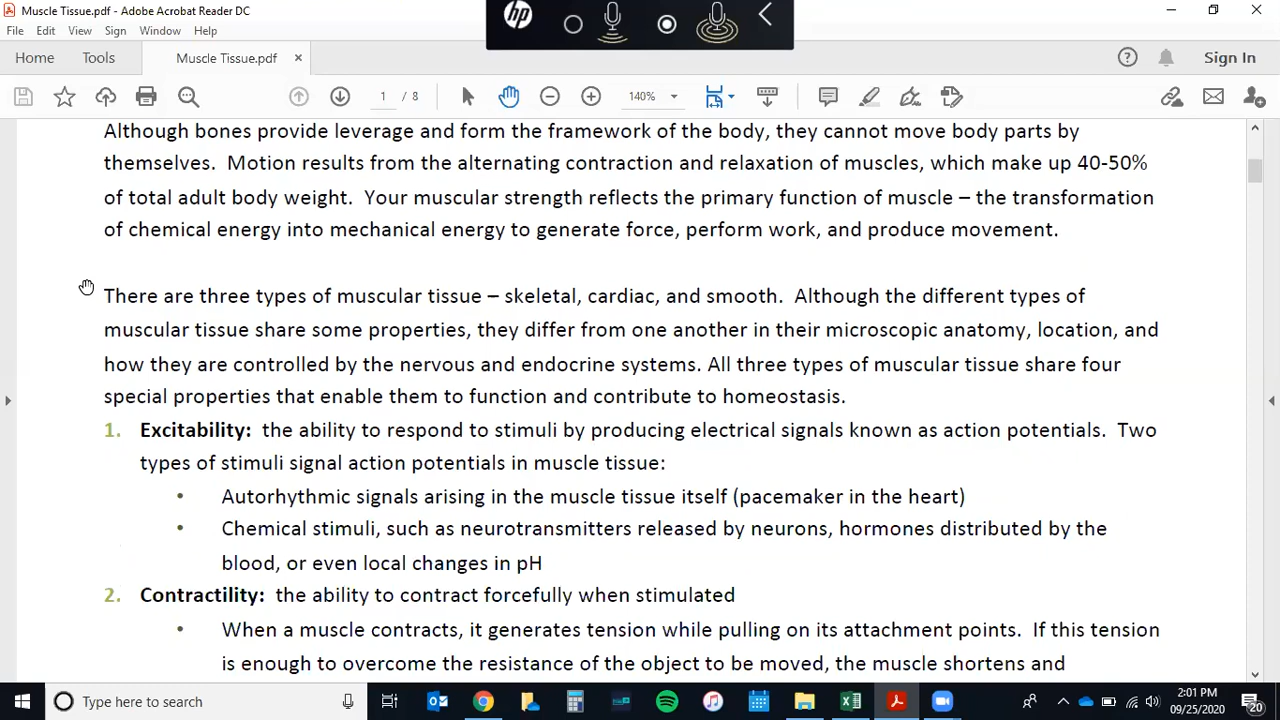 Muscle Tissue.pdf - Adobe Acrobat Reader DC
hp
File Edit View Sign Window Help
Home Tools Muscle Tissue.pdf × Sign In
1 / 8 140%
Although bones provide leverage and form the framework of the body, they cannot move body parts by
themselves. Motion results from the alternating contraction and relaxation of muscles, which make up 40-50%
of total adult body weight. Your muscular strength reflects the primary function of muscle – the transformation
of chemical energy into mechanical energy to generate force, perform work, and produce movement.
There are three types of muscular tissue – skeletal, cardiac, and smooth. Although the different types of
muscular tissue share some properties, they differ from one another in their microscopic anatomy, location, and
how they are controlled by the nervous and endocrine systems. All three types of muscular tissue share four
special properties that enable them to function and contribute to homeostasis.
1. Excitability: the ability to respond to stimuli by producing electrical signals known as action potentials. Two
types of stimuli signal action potentials in muscle tissue:
• Autorhythmic signals arising in the muscle tissue itself (pacemaker in the heart)
• Chemical stimuli, such as neurotransmitters released by neurons, hormones distributed by the
blood, or even local changes in pH
2. Contractility: the ability to contract forcefully when stimulated
• When a muscle contracts, it generates tension while pulling on its attachment points. If this tension
is enough to overcome the resistance of the object to be moved, the muscle shortens and
Type here to search
2:01 PM
09/25/2020
20